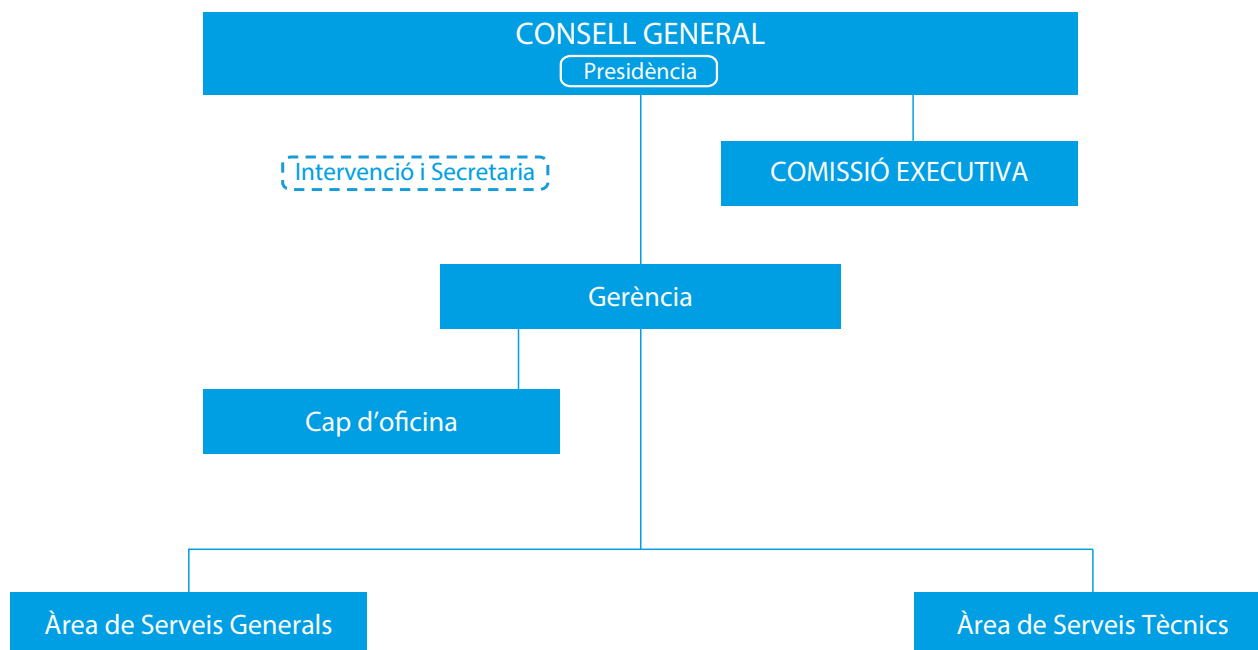 CONSELL GENERAL
Presidència
Intervenció i Secretaria
COMISSIÓ EXECUTIVA
Gerència
Cap d’oficina
Àrea de Serveis Generals
Àrea de Serveis Tècnics